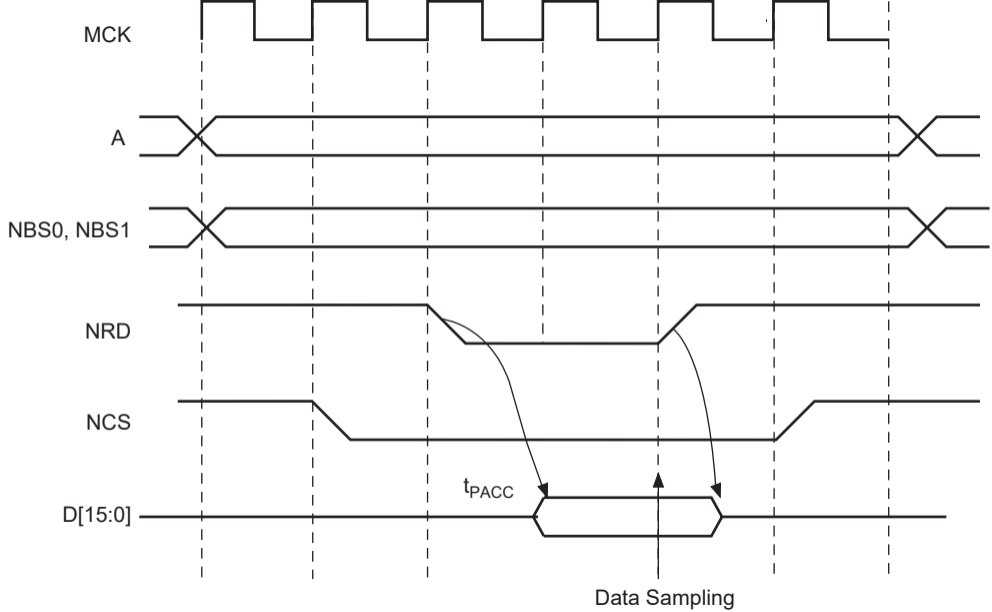 MCK
A
NBS0, NBS1
NRD
NCS
tPACC
D[15:0]
Data Sampling